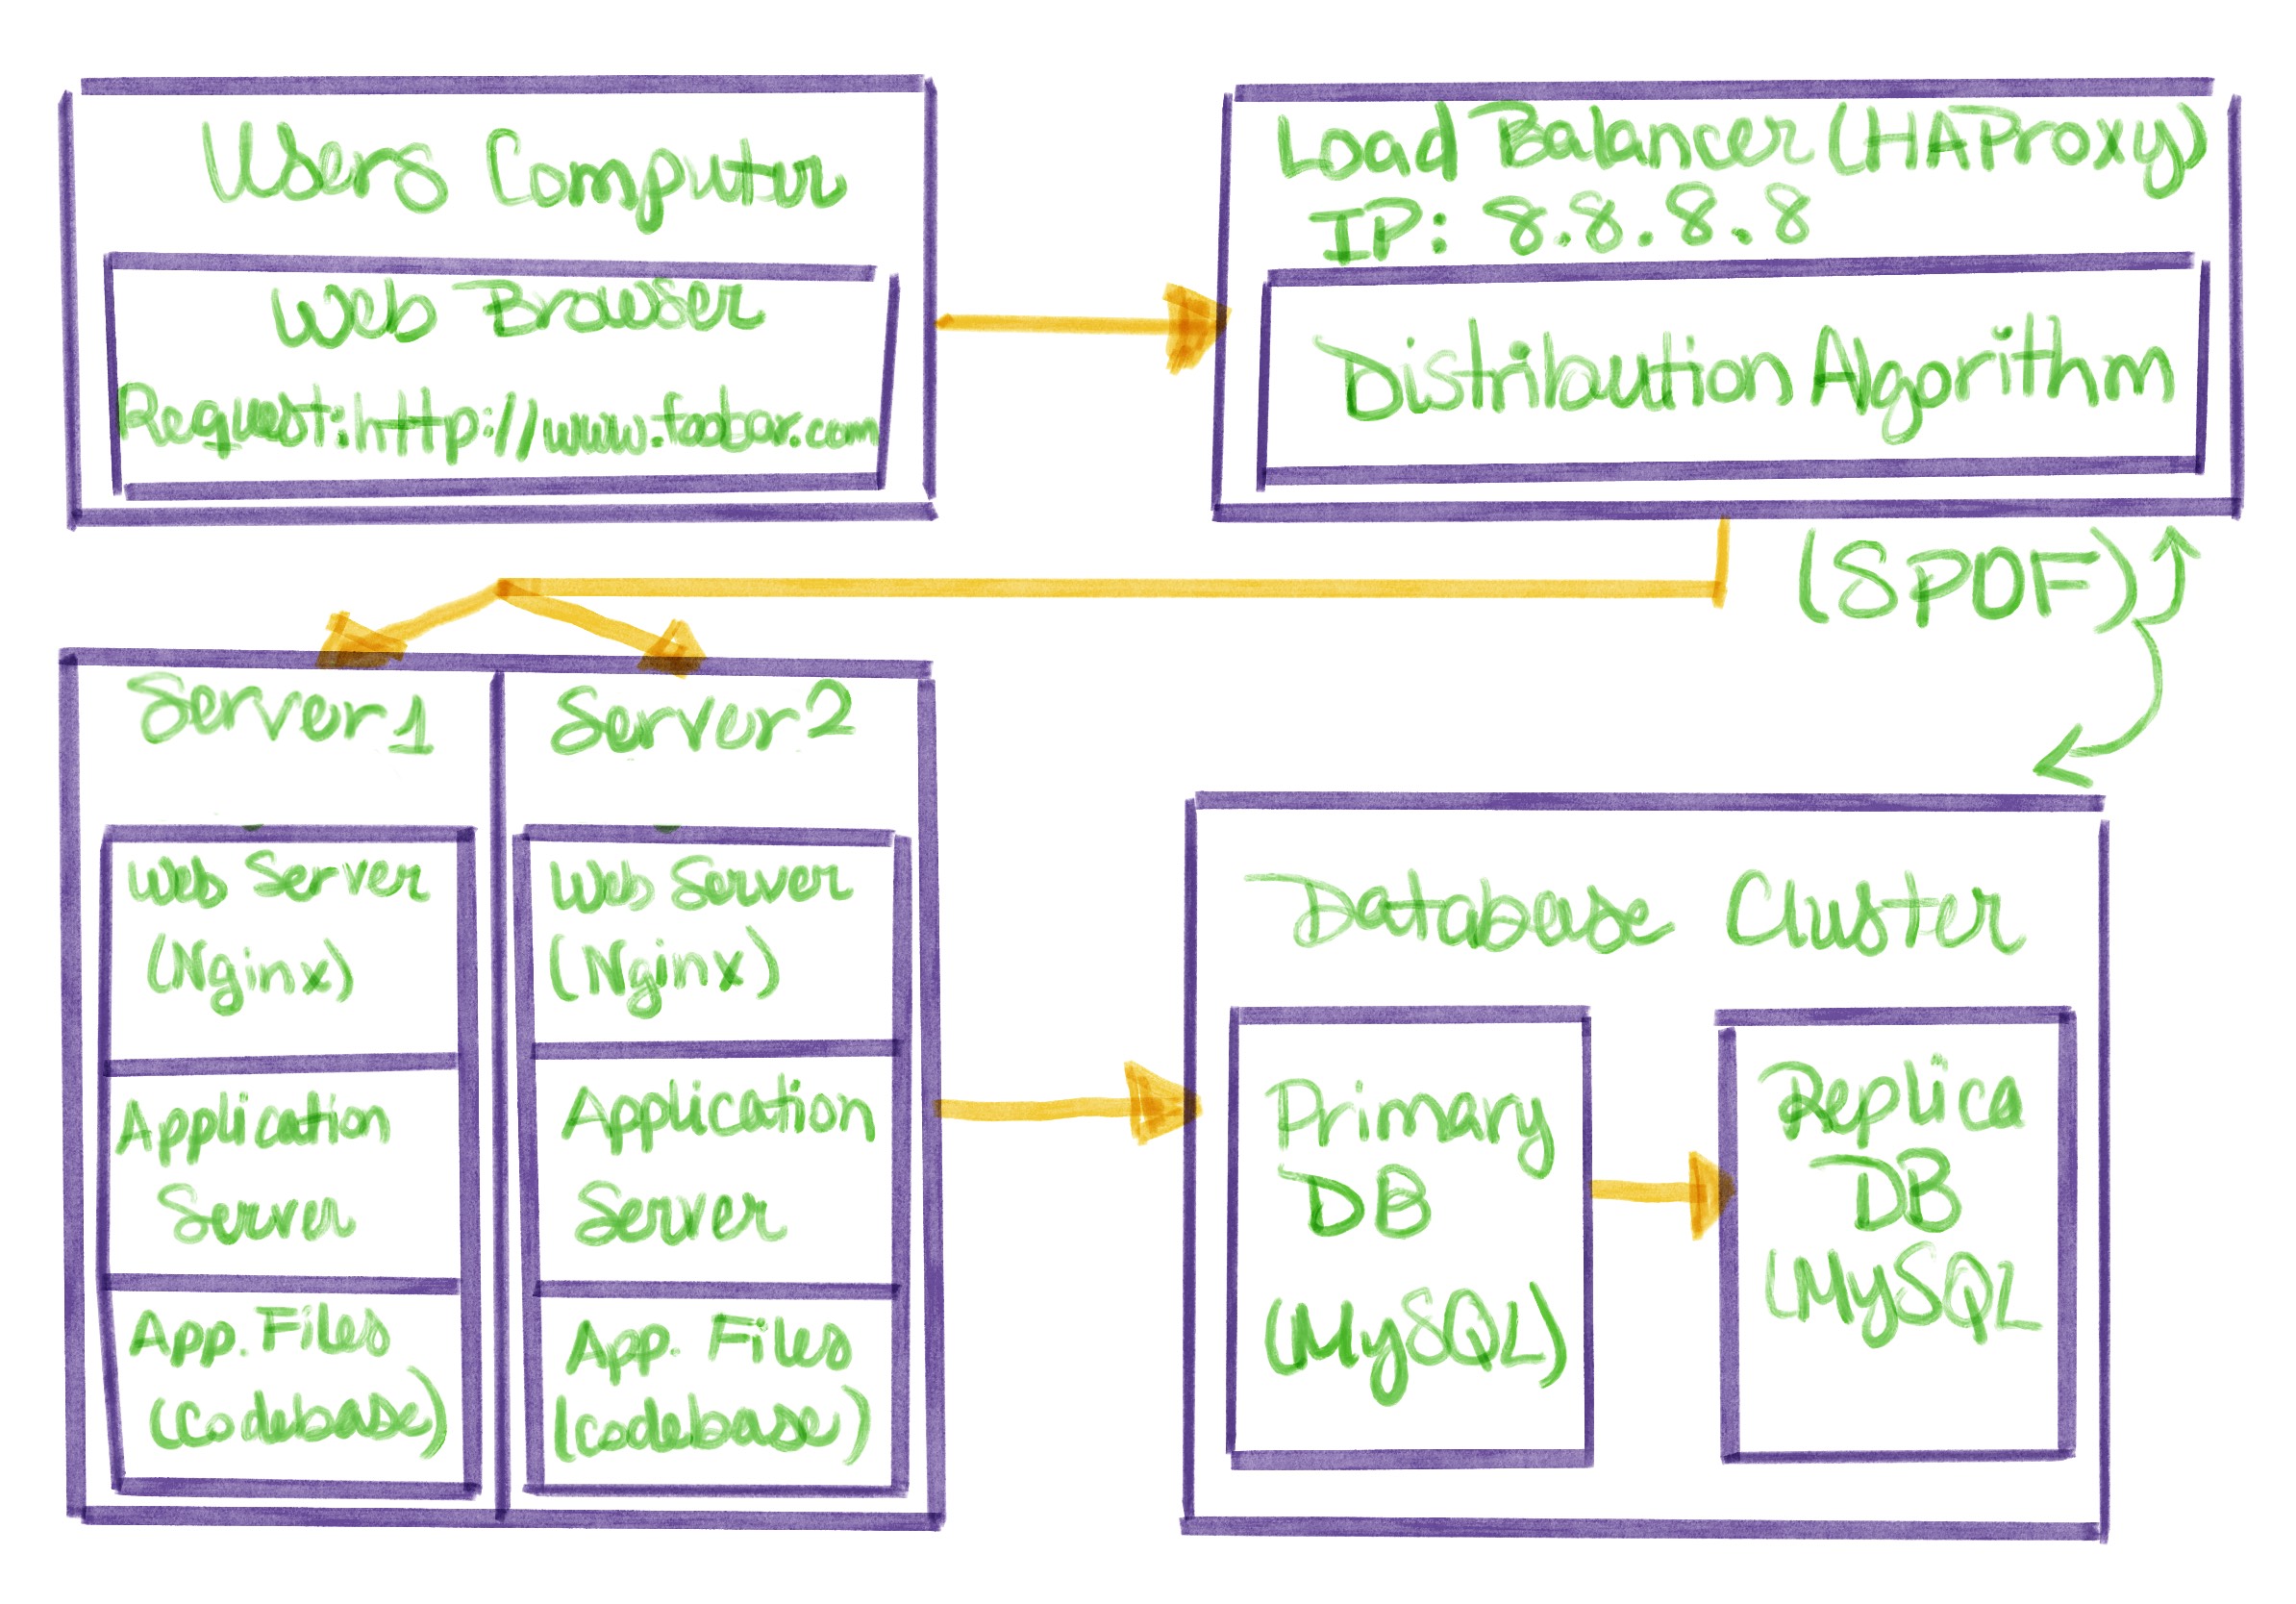 Users Computer
Web Browser
Request: http://www.foobar.com
Load Balancer (HAProxy)
IP: 8.8.8.8
Distribution Algorithm
(SPOF)
Server 1
Web Server
(Nginx)
Application
Server
App. Files
(Codebase)
Server 2
Web Server
(Nginx)
Application
Server
App. Files
(codebase)
Database Cluster
Primary
DB
(MySQL)
Replica
DB
(MySQL